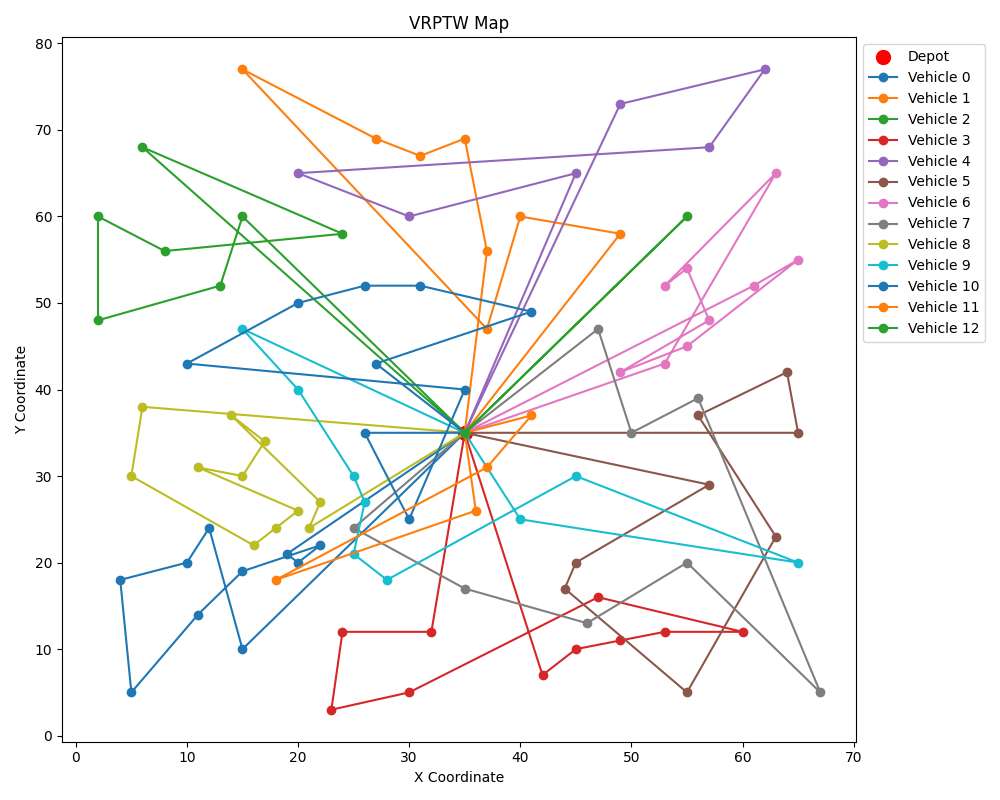 VRPTW Map
80
70
60
50
40
30
20
10
0
Y Coordinate
0 10 20 30 40 50 60 70
X Coordinate
Depot
Vehicle 0
Vehicle 1
Vehicle 2
Vehicle 3
Vehicle 4
Vehicle 5
Vehicle 6
Vehicle 7
Vehicle 8
Vehicle 9
Vehicle 10
Vehicle 11
Vehicle 12